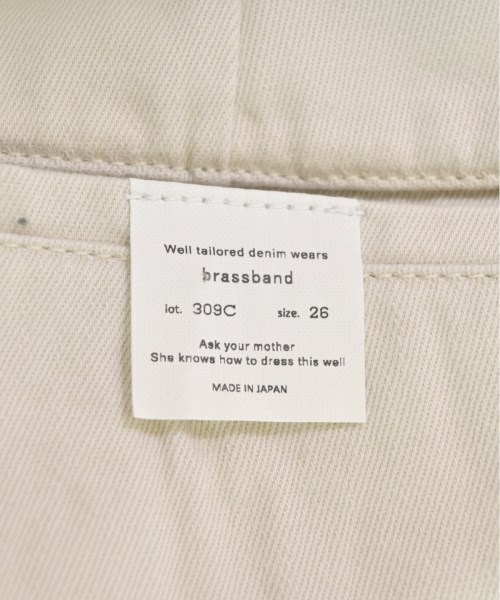 Well tailored denim wears
brassband
lot. 309C size. 26
Ask your mother
She knows how to dress this well
MADE IN JAPAN